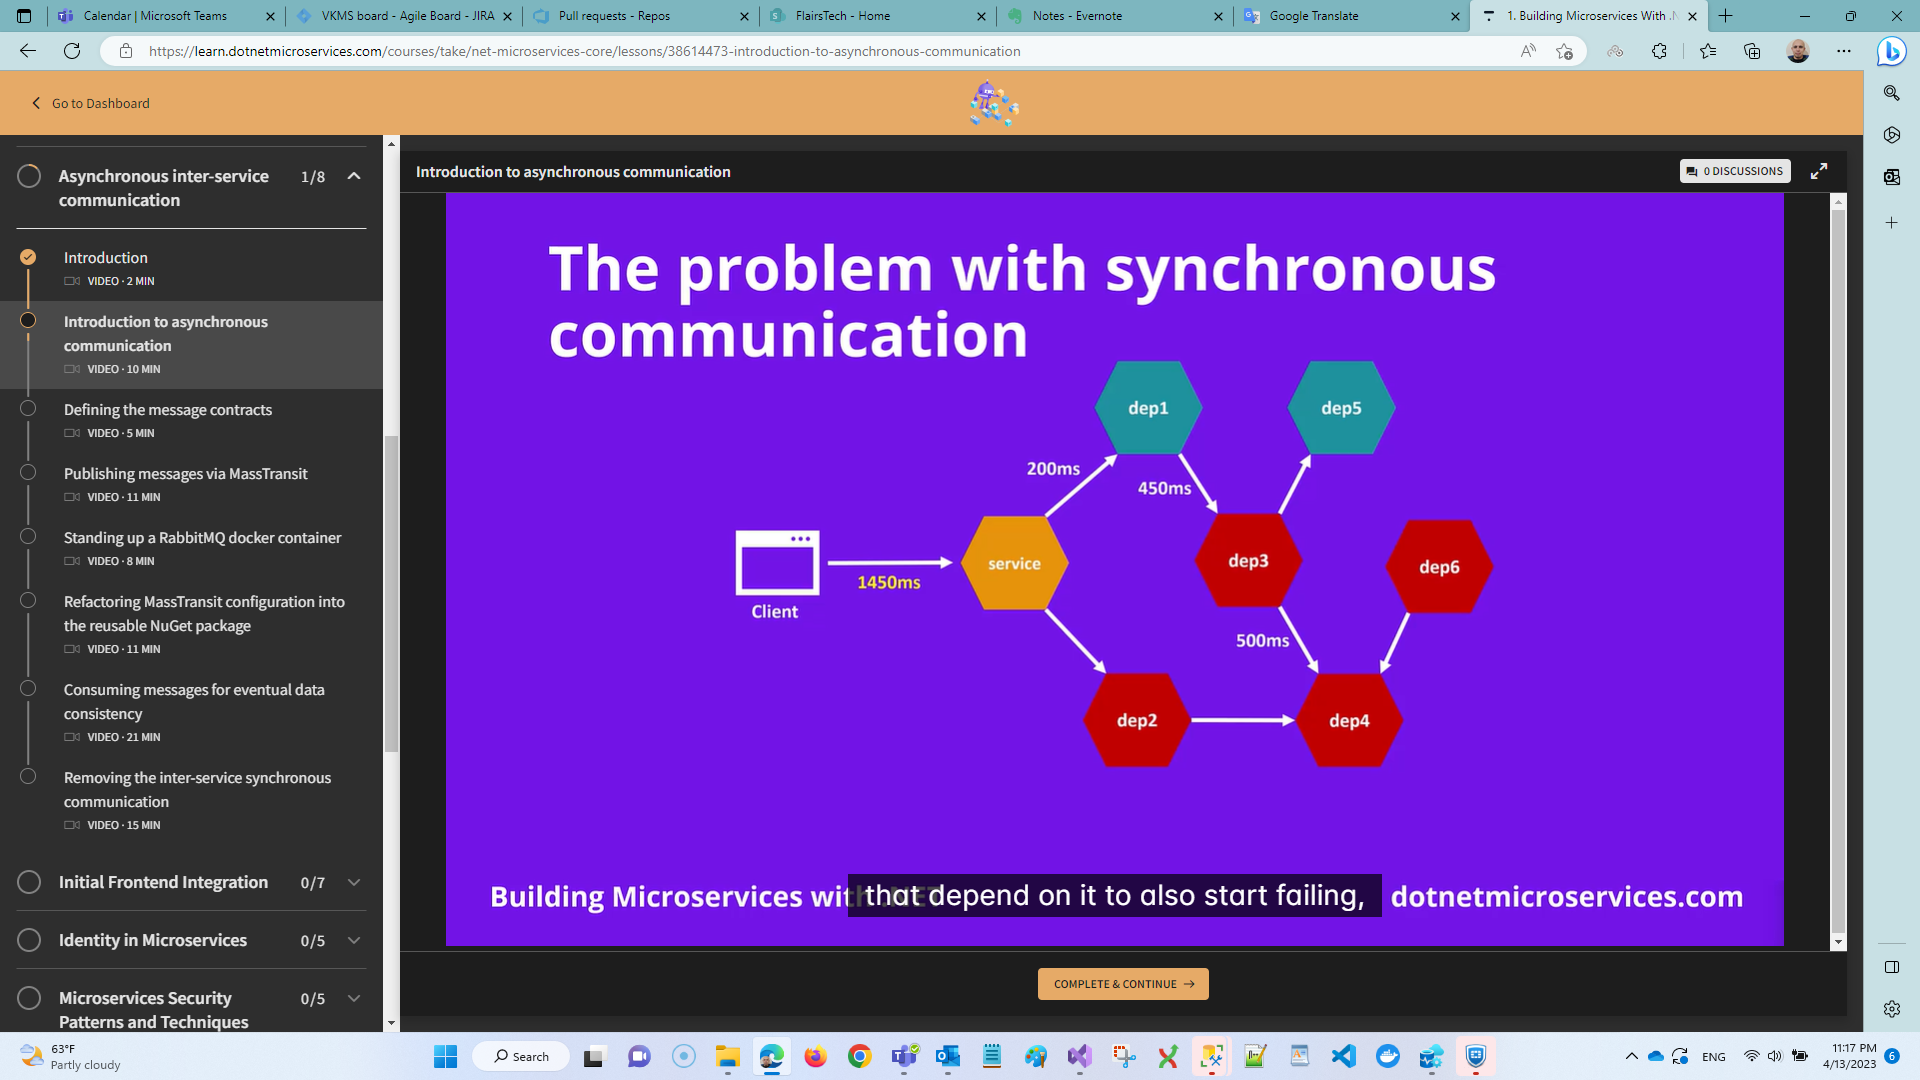 Calendar | Microsoft Teams
VKMS board - Agile Board - JIRA
Pull requests - Repos
FlairsTech - Home
Notes - Evernote
Google Translate
1. Building Microservices With .N
https://learn.dotnetmicroservices.com/courses/take/net-microservices-core/lessons/38614473-introduction-to-asynchronous-communication
Go to Dashboard
Asynchronous inter-service
communication
1/8
Introduction
VIDEO · 2 MIN
Introduction to asynchronous
communication
VIDEO · 10 MIN
Defining the message contracts
VIDEO · 5 MIN
Publishing messages via MassTransit
VIDEO · 11 MIN
Standing up a RabbitMQ docker container
VIDEO · 8 MIN
Refactoring MassTransit configuration into
the reusable NuGet package
VIDEO · 11 MIN
Consuming messages for eventual data
consistency
VIDEO · 21 MIN
Removing the inter-service synchronous
communication
VIDEO · 15 MIN
Initial Frontend Integration 0/7
Identity in Microservices 0/5
Microservices Security
Patterns and Techniques
0/5
Introduction to asynchronous communication
0 DISCUSSIONS
The problem with synchronous
communication
dep1
dep5
200ms
450ms
Client
1450ms
service
dep3
dep6
500ms
dep2
dep4
Building Microservices with .NET
that depend on it to also start failing,
dotnetmicroservices.com
COMPLETE & CONTINUE
63°F
Partly cloudy
Search
ENG
11:17 PM
4/13/2023
6